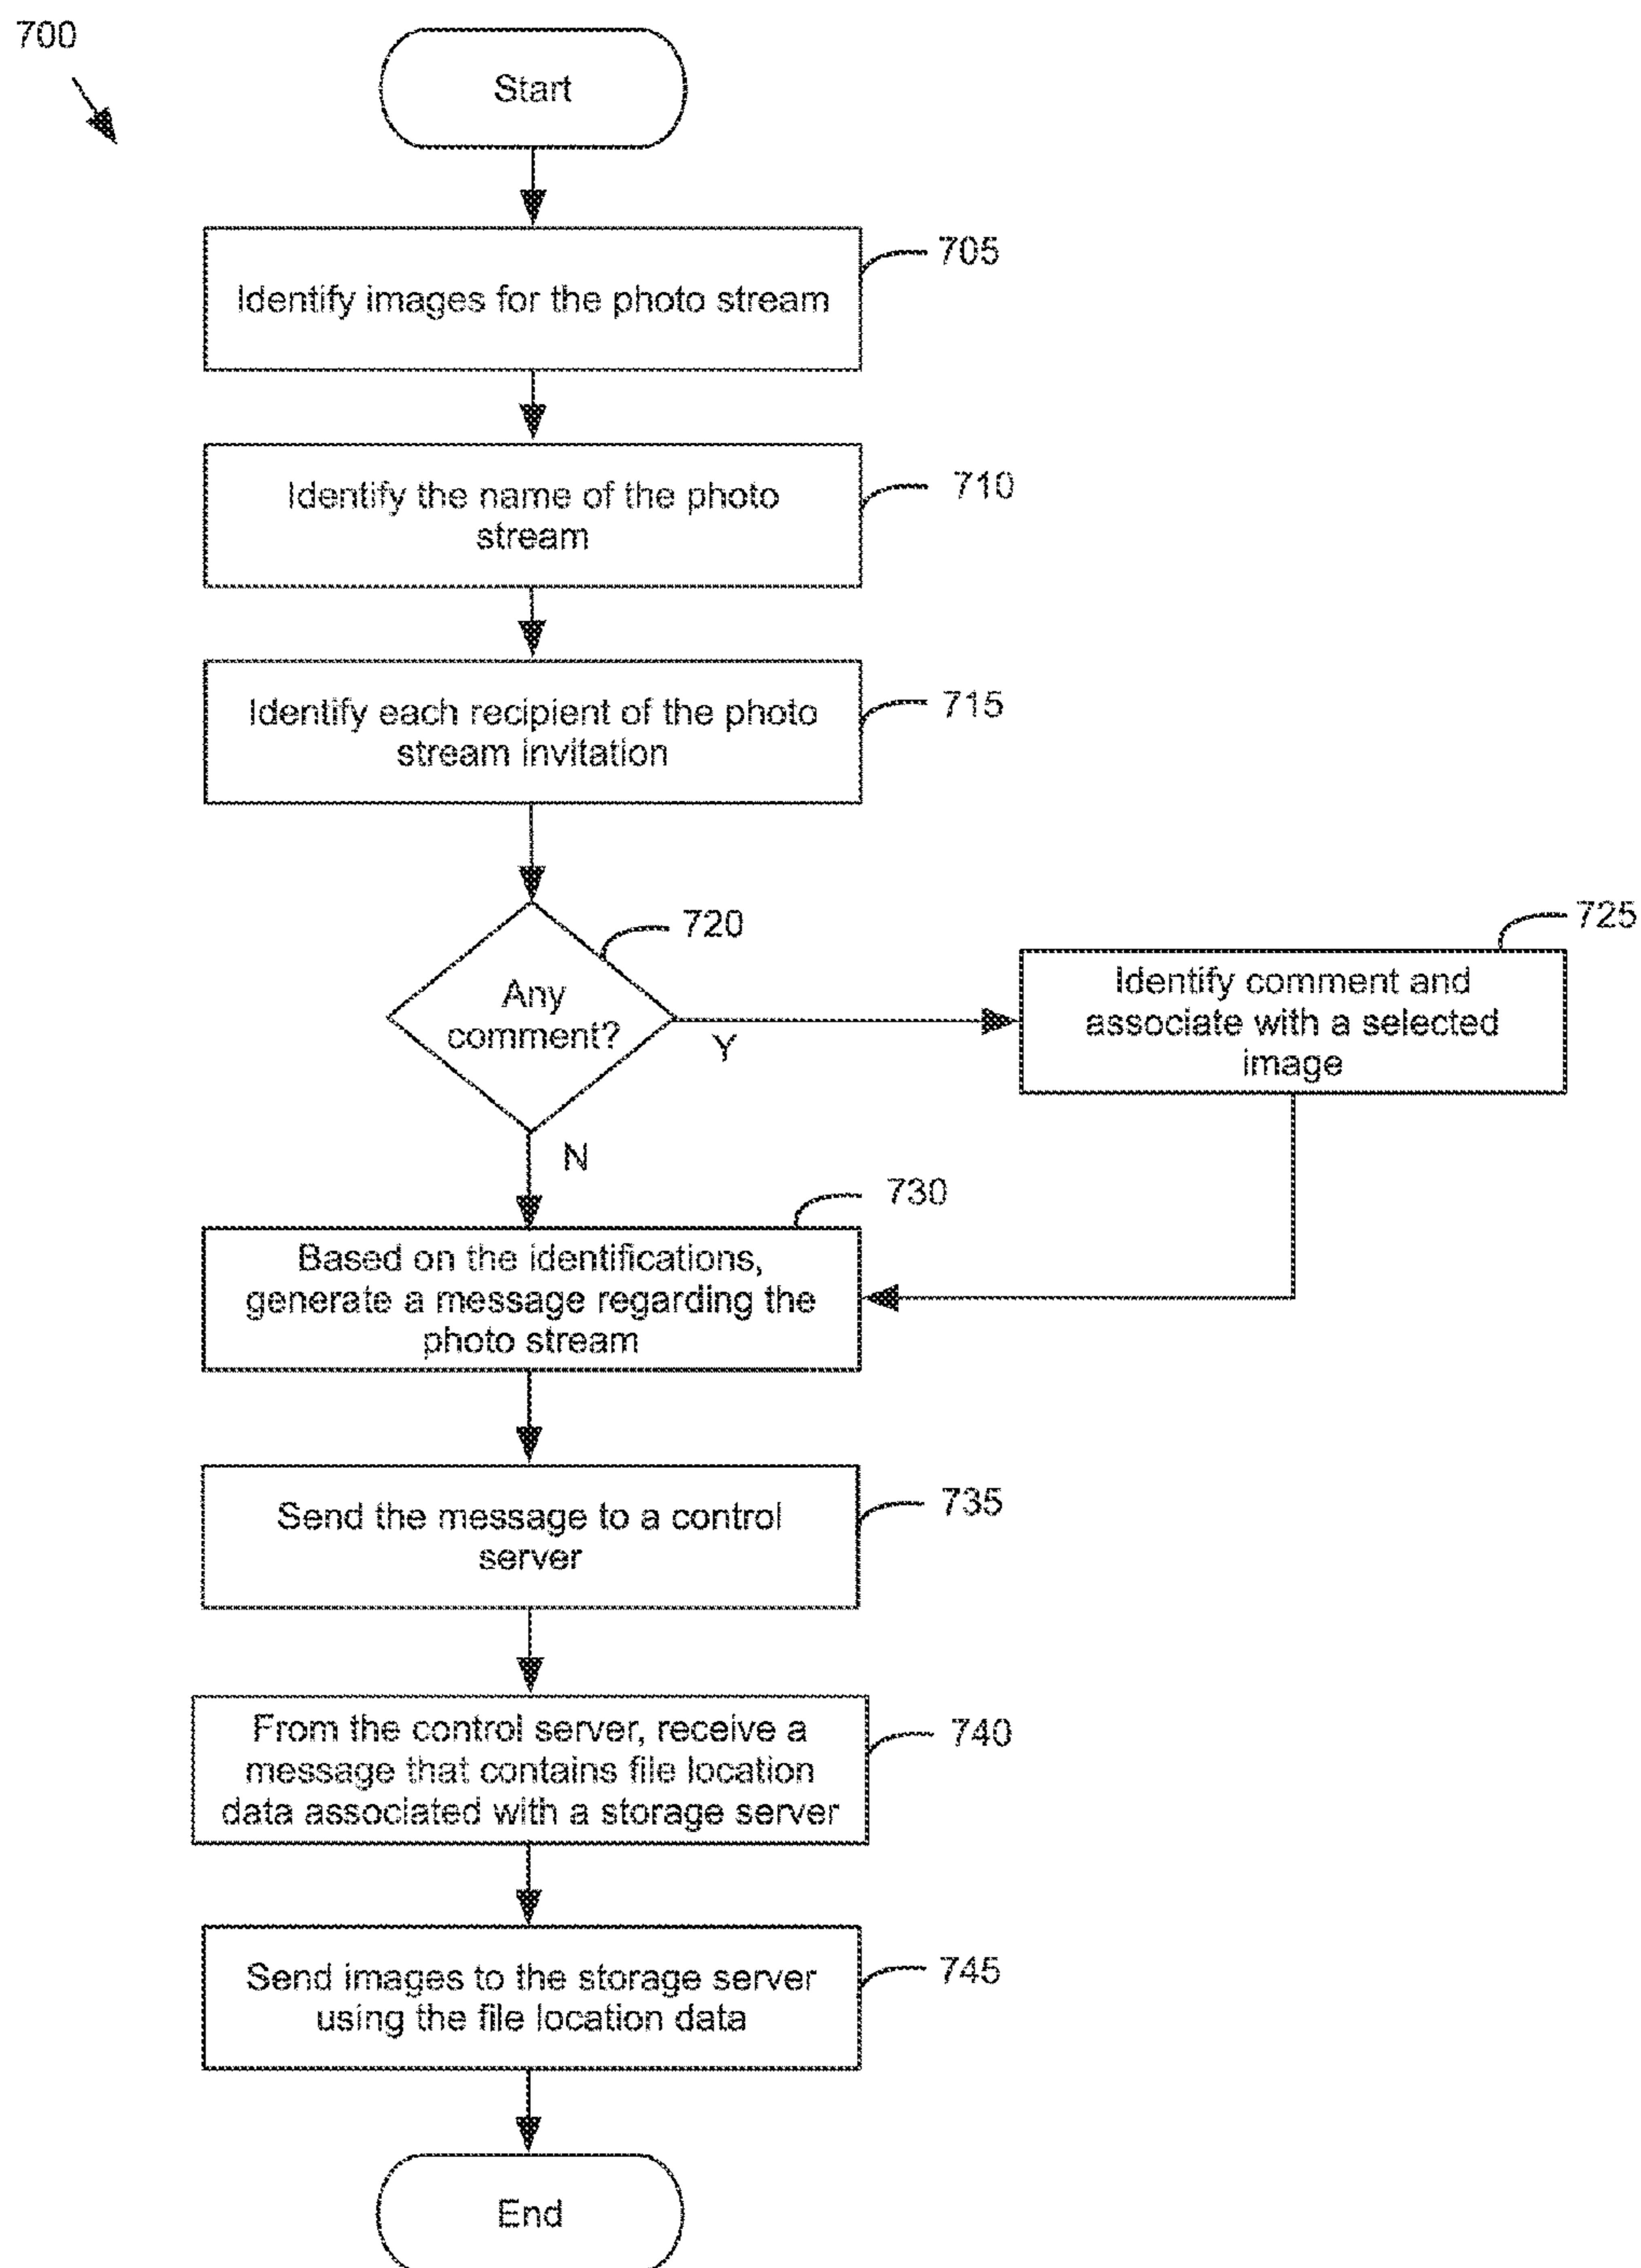 700
Start
705
Identify images for the photo stream
710
Identify the name of the photo
stream
715
Identify each recipient of the photo
stream invitation
720
Any
comment?
Y
725
Identify comment and
associate with a selected
image
N
730
Based on the identifications,
generate a message regarding the
photo stream
735
Send the message to a control
server
740
From the control server, receive a
message that contains file location
data associated with a storage server
745
Send images to the storage server
using the file location data
End